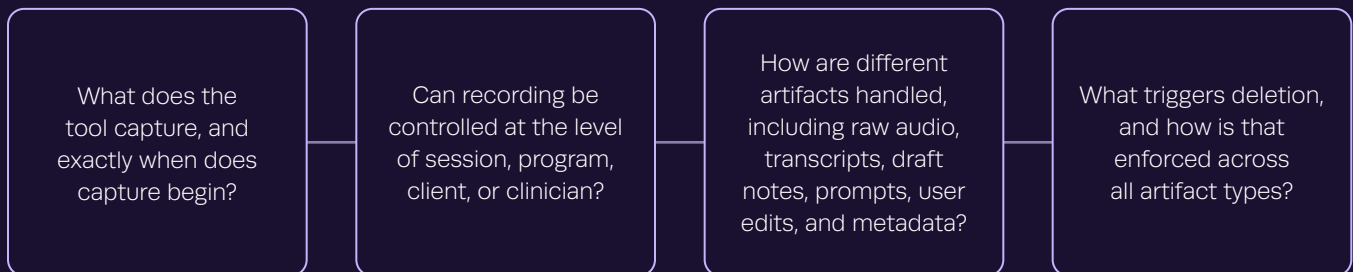 What does the
tool capture, and
exactly when does
capture begin?
Can recording be
controlled at the level
of session, program,
client, or clinician?
How are different
artifacts handled,
including raw audio,
transcripts, draft
notes, prompts, user
edits, and metadata?
What triggers deletion,
and how is that
enforced across
all artifact types?